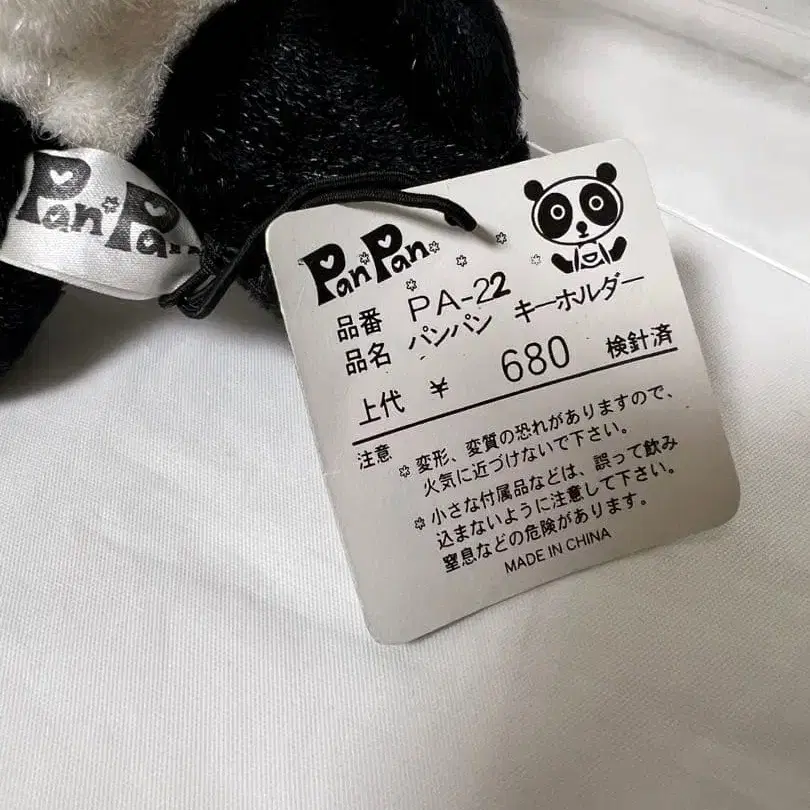 PanPan
PanPan
品番 PA-22
品名 パンパン キーホルダー
上代 ¥ 680 検針済
注意 ✲ 変形、変質の恐れがありますので、
火気に近づけないで下さい。
✲ 小さな付属品などは、誤って飲み
込まないように注意して下さい。
窒息などの危険があります。
MADE IN CHINA